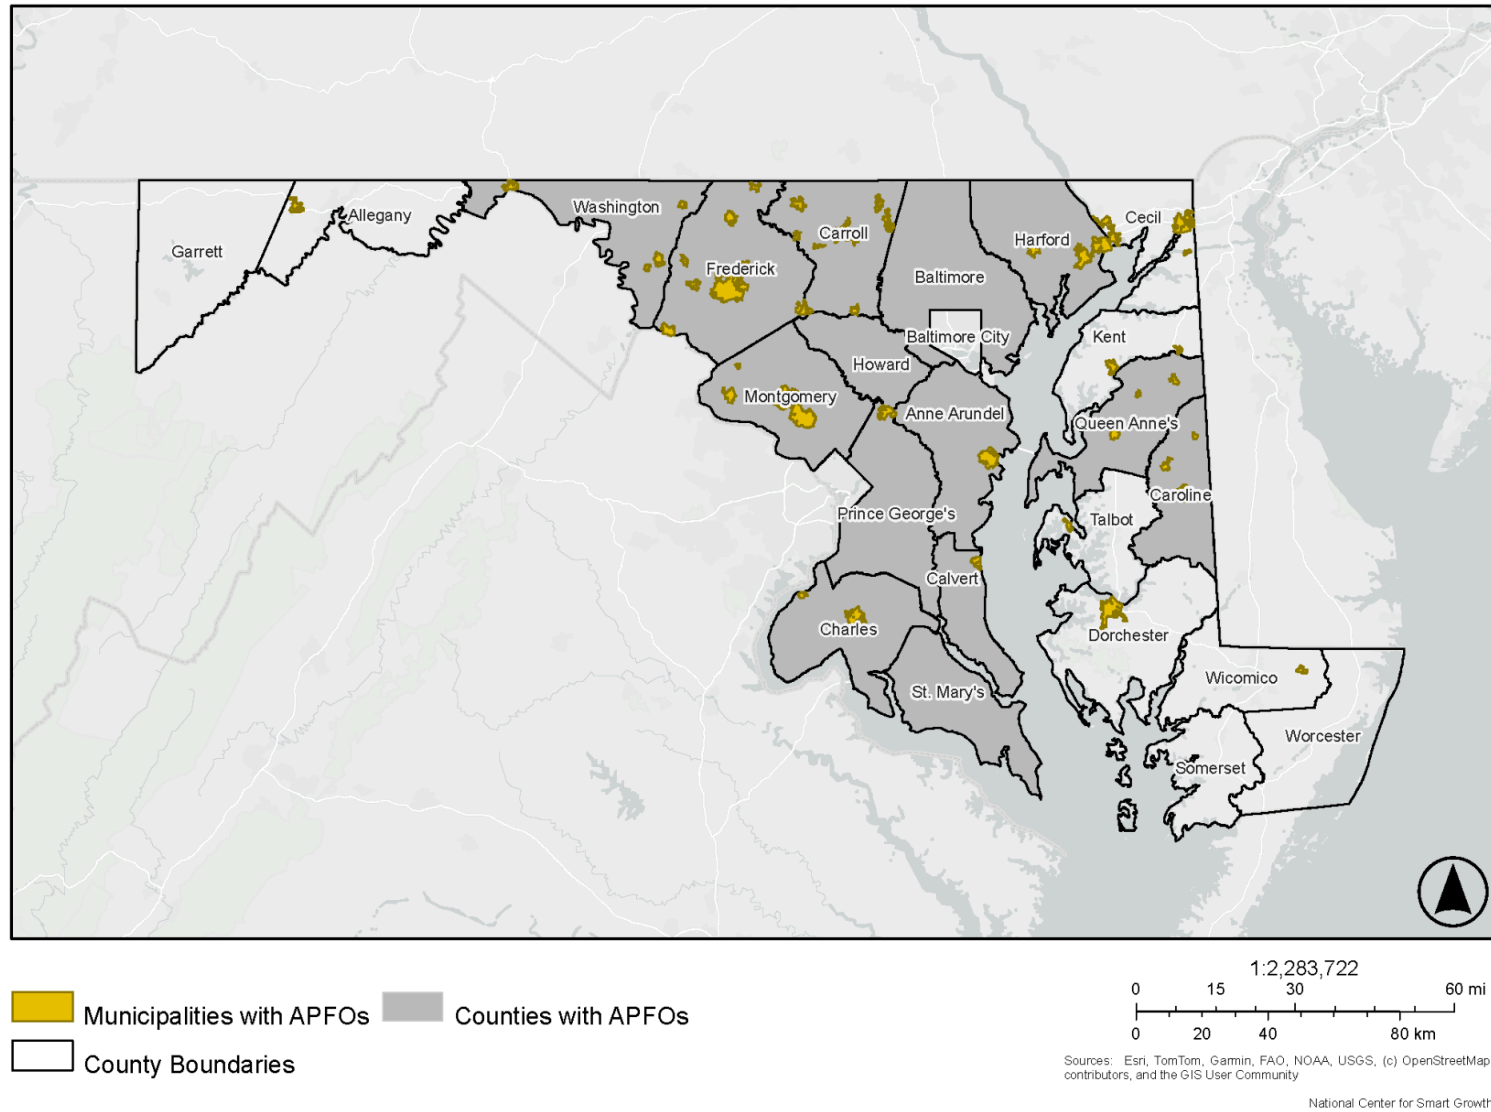 Garrett
Allegany
Washington
Frederick
Carroll
Baltimore
Harford
Cecil
Baltimore City
Kent
Howard
Montgomery
Anne Arundel
Queen Anne's
Caroline
Talbot
Prince George's
Calvert
Charles
Dorchester
St. Mary's
Wicomico
Worcester
Somerset
Municipalities with APFOs
Counties with APFOs
County Boundaries
1:2,283,722
0 15 30 60 mi
0 20 40 80 km
Sources: Esri, TomTom, Garmin, FAO, NOAA, USGS, (c) OpenStreetMap
contributors, and the GIS User Community
National Center for Smart Growth